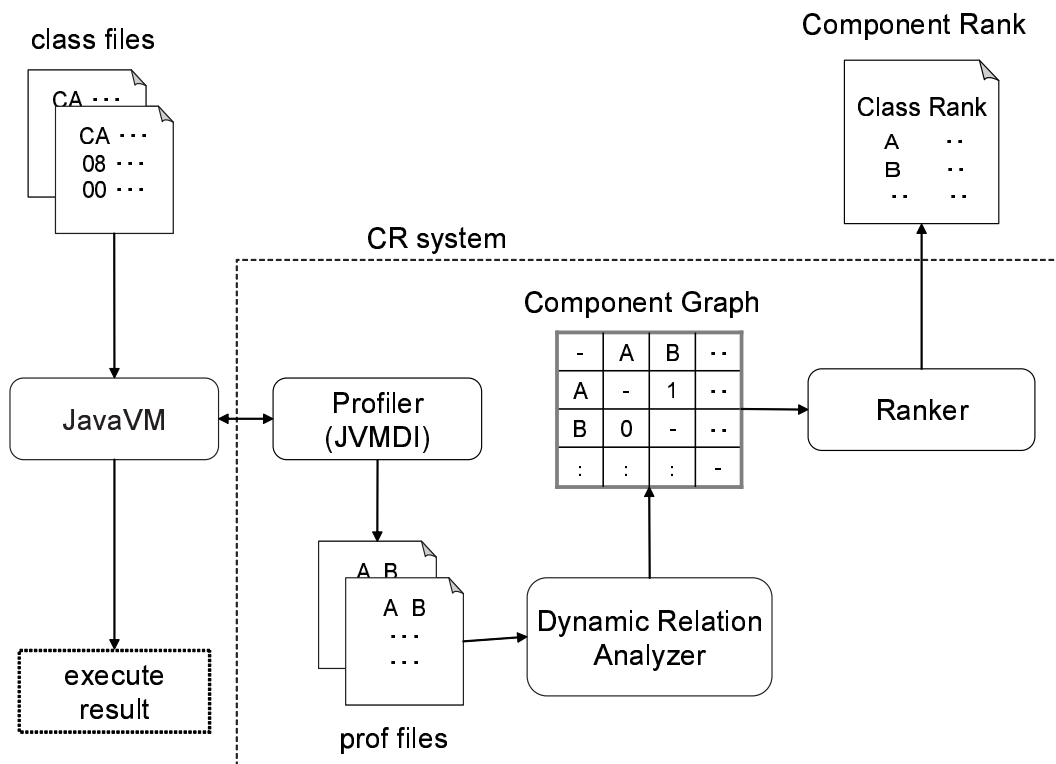 class files
CA ...
CA ...
08 ...
00 ...
Component Rank
Class Rank
A ..
B ..
.. ..
CR system
Component Graph
- A B ..
A - 1 ..
B 0 - ..
: : : -
JavaVM
Profiler
(JVMDI)
Ranker
A B
A B
...
...
prof files
Dynamic Relation
Analyzer
execute
result